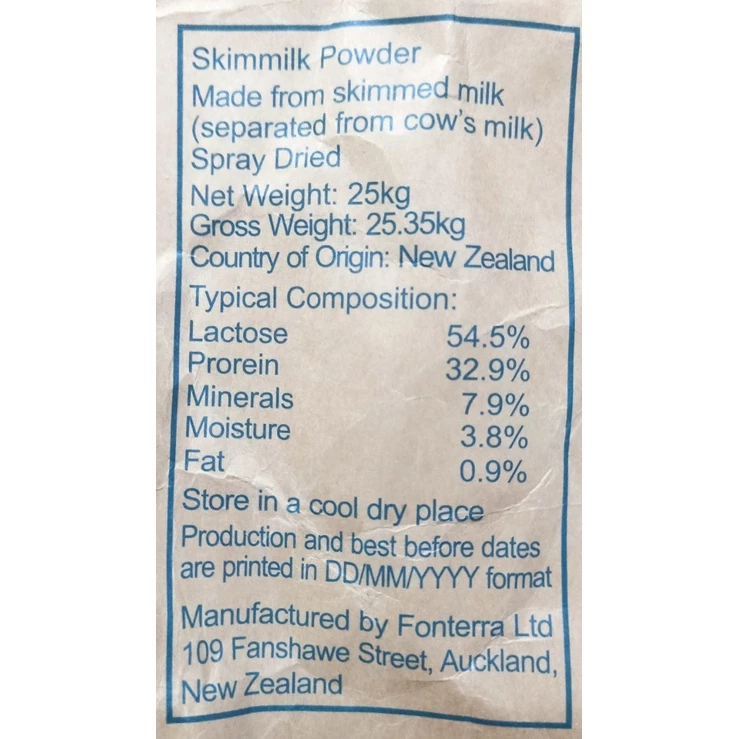 Skimmilk Powder
Made from skimmed milk
(separated from cow's milk)
Spray Dried
Net Weight: 25kg
Gross Weight: 25.35kg
Country of Origin: New Zealand
Typical Composition:
Lactose 54.5%
Prorein 32.9%
Minerals 7.9%
Moisture 3.8%
Fat 0.9%
Store in a cool dry place
Production and best before dates
are printed in DD/MM/YYYY format
Manufactured by Fonterra Ltd
109 Fanshawe Street, Auckland,
New Zealand